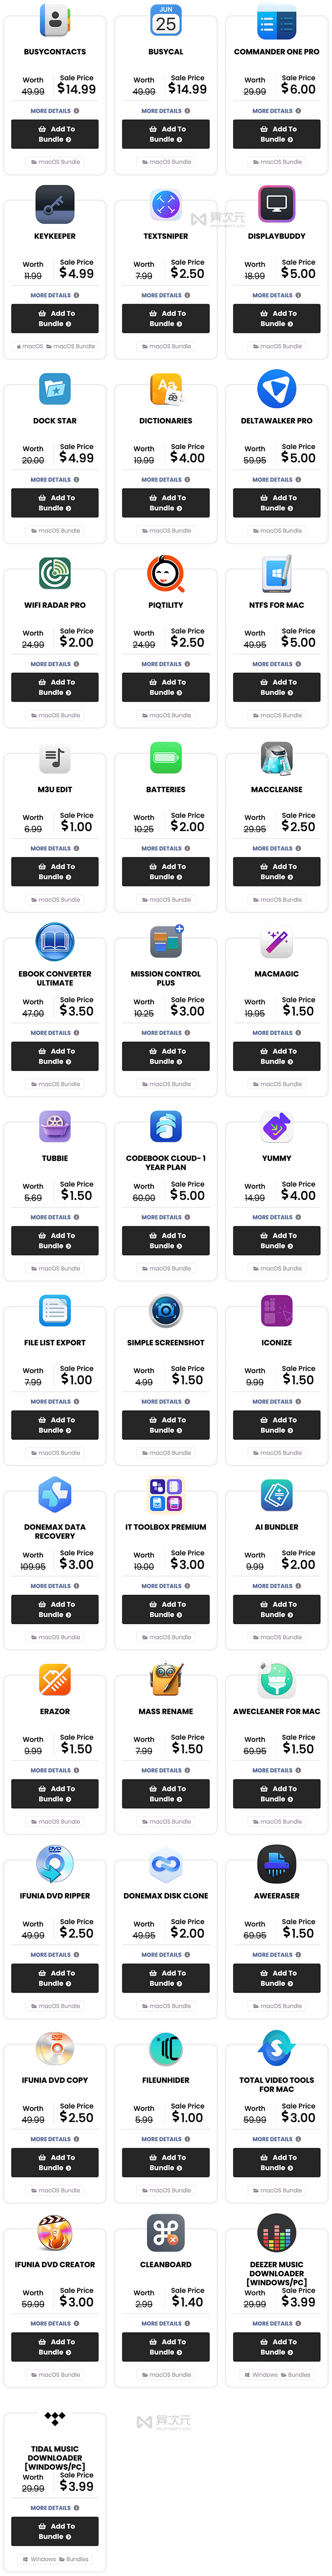 BUSYCONTACTS
Worth
49.99
Sale Price
$14.99
MORE DETAILS
Add To
Bundle
macOS Bundle
JUN
25
BUSYCAL
Worth
49.99
Sale Price
$14.99
MORE DETAILS
Add To
Bundle
macOS Bundle
COMMANDER ONE PRO
Worth
29.99
Sale Price
$6.00
MORE DETAILS
Add To
Bundle
macOS Bundle
KEYKEEPER
Worth
11.99
Sale Price
$4.99
MORE DETAILS
Add To
Bundle
macOS macOS Bundle
TEXTSNIPER
Worth
7.99
Sale Price
$2.50
MORE DETAILS
Add To
Bundle
macOS Bundle
异次元
DISPLAYBUDDY
Worth
18.99
Sale Price
$5.00
MORE DETAILS
Add To
Bundle
macOS Bundle
DOCK STAR
Worth
20.00
Sale Price
$4.99
MORE DETAILS
Add To
Bundle
macOS Bundle
Aa
æ
DICTIONARIES
Worth
19.99
Sale Price
$4.00
MORE DETAILS
Add To
Bundle
macOS Bundle
DELTAWALKER PRO
Worth
59.95
Sale Price
$5.00
MORE DETAILS
Add To
Bundle
macOS Bundle
WIFI RADAR PRO
Worth
24.99
Sale Price
$2.00
MORE DETAILS
Add To
Bundle
macOS Bundle
PIQTILITY
Worth
24.99
Sale Price
$2.50
MORE DETAILS
Add To
Bundle
macOS Bundle
NTFS FOR MAC
Worth
49.95
Sale Price
$5.00
MORE DETAILS
Add To
Bundle
macOS Bundle
M3U EDIT
Worth
6.99
Sale Price
$1.00
MORE DETAILS
Add To
Bundle
macOS Bundle
BATTERIES
Worth
10.25
Sale Price
$2.00
MORE DETAILS
Add To
Bundle
macOS Bundle
MACCLEANSE
Worth
29.95
Sale Price
$2.50
MORE DETAILS
Add To
Bundle
macOS Bundle
EBOOK CONVERTER
ULTIMATE
Worth
47.00
Sale Price
$3.50
MORE DETAILS
Add To
Bundle
macOS Bundle
MISSION CONTROL
PLUS
Worth
10.25
Sale Price
$3.00
MORE DETAILS
Add To
Bundle
macOS Bundle
MACMAGIC
Worth
19.95
Sale Price
$1.50
MORE DETAILS
Add To
Bundle
macOS Bundle
TUBBIE
Worth
5.69
Sale Price
$1.50
MORE DETAILS
Add To
Bundle
macOS Bundle
CODEBOOK CLOUD- 1
YEAR PLAN
Worth
60.00
Sale Price
$5.00
MORE DETAILS
Add To
Bundle
macOS Bundle
YUMMY
Worth
14.99
Sale Price
$4.00
MORE DETAILS
Add To
Bundle
macOS Bundle
FILE LIST EXPORT
Worth
7.99
Sale Price
$1.00
MORE DETAILS
Add To
Bundle
macOS Bundle
SIMPLE SCREENSHOT
Worth
4.99
Sale Price
$1.50
MORE DETAILS
Add To
Bundle
macOS Bundle
ICONIZE
Worth
9.99
Sale Price
$1.50
MORE DETAILS
Add To
Bundle
macOS Bundle
DONEMAX DATA
RECOVERY
Worth
109.95
Sale Price
$3.00
MORE DETAILS
Add To
Bundle
macOS Bundle
IT TOOLBOX PREMIUM
Worth
19.00
Sale Price
$3.00
MORE DETAILS
Add To
Bundle
macOS Bundle
AI BUNDLER
Worth
9.99
Sale Price
$2.00
MORE DETAILS
Add To
Bundle
macOS Bundle
ERAZOR
Worth
9.99
Sale Price
$1.50
MORE DETAILS
Add To
Bundle
macOS Bundle
MASS RENAME
Worth
7.99
Sale Price
$1.50
MORE DETAILS
Add To
Bundle
macOS Bundle
AWECLEANER FOR MAC
Worth
69.95
Sale Price
$1.50
MORE DETAILS
Add To
Bundle
macOS Bundle
DVD
IFUNIA DVD RIPPER
Worth
49.99
Sale Price
$2.50
MORE DETAILS
Add To
Bundle
macOS Bundle
DONEMAX DISK CLONE
Worth
49.95
Sale Price
$2.00
MORE DETAILS
Add To
Bundle
macOS Bundle
AWEERASER
Worth
69.95
Sale Price
$1.50
MORE DETAILS
Add To
Bundle
macOS Bundle
DVD
IFUNIA DVD COPY
Worth
49.99
Sale Price
$2.50
MORE DETAILS
Add To
Bundle
macOS Bundle
FILEUNHIDER
Worth
5.99
Sale Price
$1.00
MORE DETAILS
Add To
Bundle
macOS Bundle
TOTAL VIDEO TOOLS
FOR MAC
Worth
59.99
Sale Price
$3.00
MORE DETAILS
Add To
Bundle
macOS Bundle
IFUNIA DVD CREATOR
Worth
59.99
Sale Price
$3.00
MORE DETAILS
Add To
Bundle
macOS Bundle
CLEANBOARD
Worth
2.99
Sale Price
$1.40
MORE DETAILS
Add To
Bundle
macOS Bundle
DEEZER MUSIC
DOWNLOADER
[WINDOWS/PC]
Worth
29.99
Sale Price
$3.99
MORE DETAILS
Add To
Bundle
Windows Bundles
TIDAL MUSIC
DOWNLOADER
[WINDOWS/PC]
Worth
29.99
Sale Price
$3.99
MORE DETAILS
Add To
Bundle
Windows Bundles
异次元